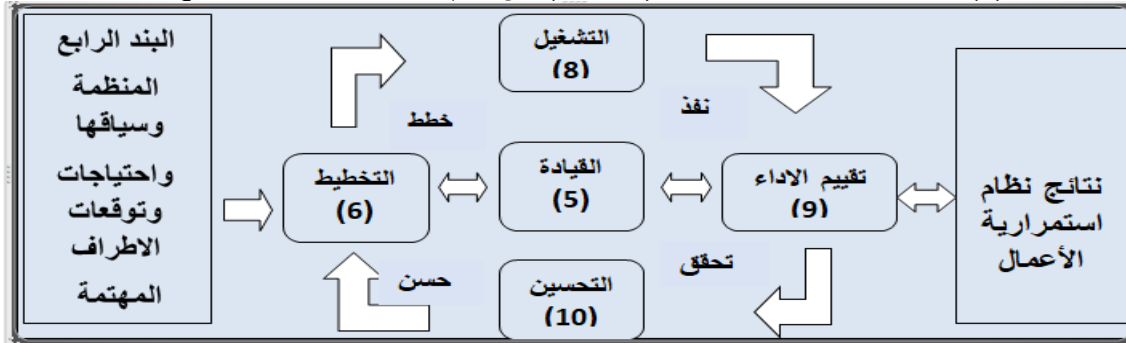 البند الرابع
المنظمة
وسياقها
واحتياجات
وتوقعات
الاطراف
المهتمة
التشغيل
(8)
خطط
نفذ
التخطيط
(6)
القيادة
(5)
تقييم الاداء
(9)
حسن
تحقق
التحسين
(10)
نتائج نظام
استمرارية
الأعمال